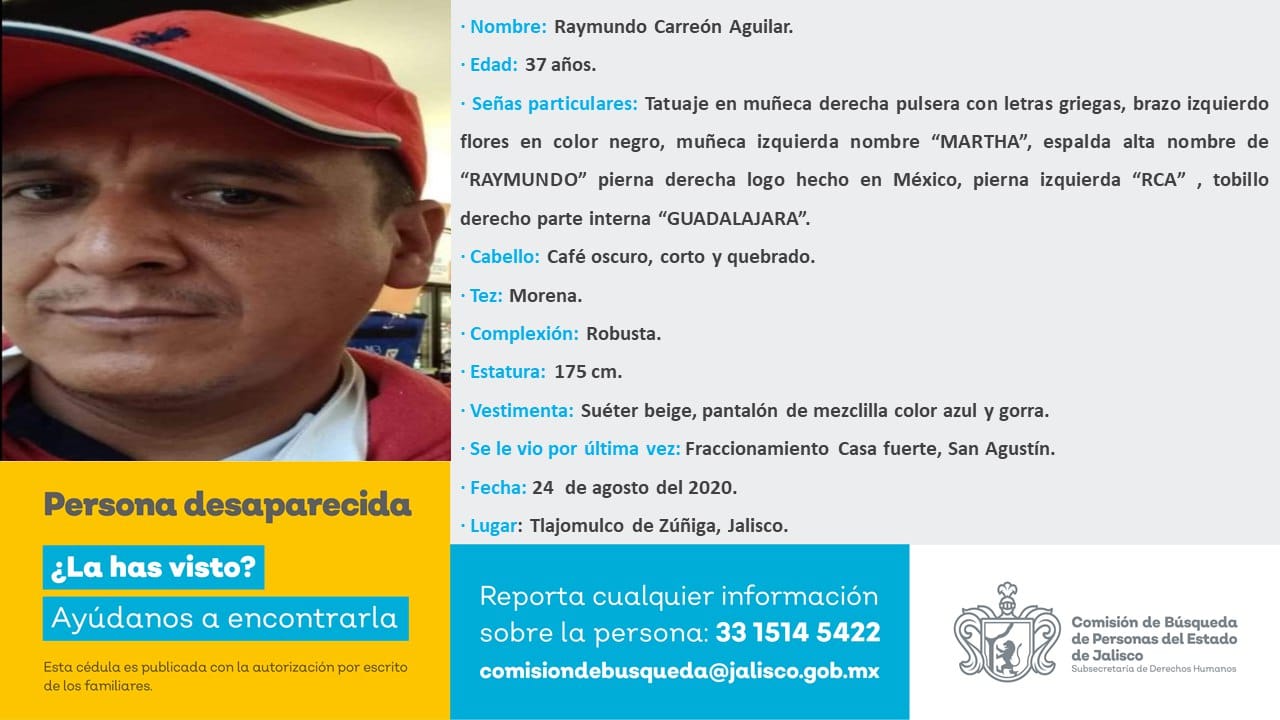 · Nombre: Raymundo Carreón Aguilar.
· Edad: 37 años.
· Señas particulares: Tatuaje en muñeca derecha pulsera con letras griegas, brazo izquierdo
flores en color negro, muñeca izquierda nombre “MARTHA”, espalda alta nombre de
“RAYMUNDO” pierna derecha logo hecho en México, pierna izquierda “RCA” , tobillo
derecho parte interna “GUADALAJARA”.
· Cabello: Café oscuro, corto y quebrado.
· Tez: Morena.
· Complexión: Robusta.
· Estatura: 175 cm.
· Vestimenta: Suéter beige, pantalón de mezclilla color azul y gorra.
· Se le vio por última vez: Fraccionamiento Casa fuerte, San Agustín.
· Fecha: 24 de agosto del 2020.
· Lugar: Tlajomulco de Zúñiga, Jalisco.
Persona desaparecida
¿La has visto?
Ayúdanos a encontrarla
Esta cédula es publicada con la autorización por escrito
de los familiares.
Reporta cualquier información
sobre la persona: 33 1514 5422
comisiondebusqueda@jalisco.gob.mx
Comisión de Búsqueda
de Personas del Estado
de Jalisco
Subsecretaría de Derechos Humanos